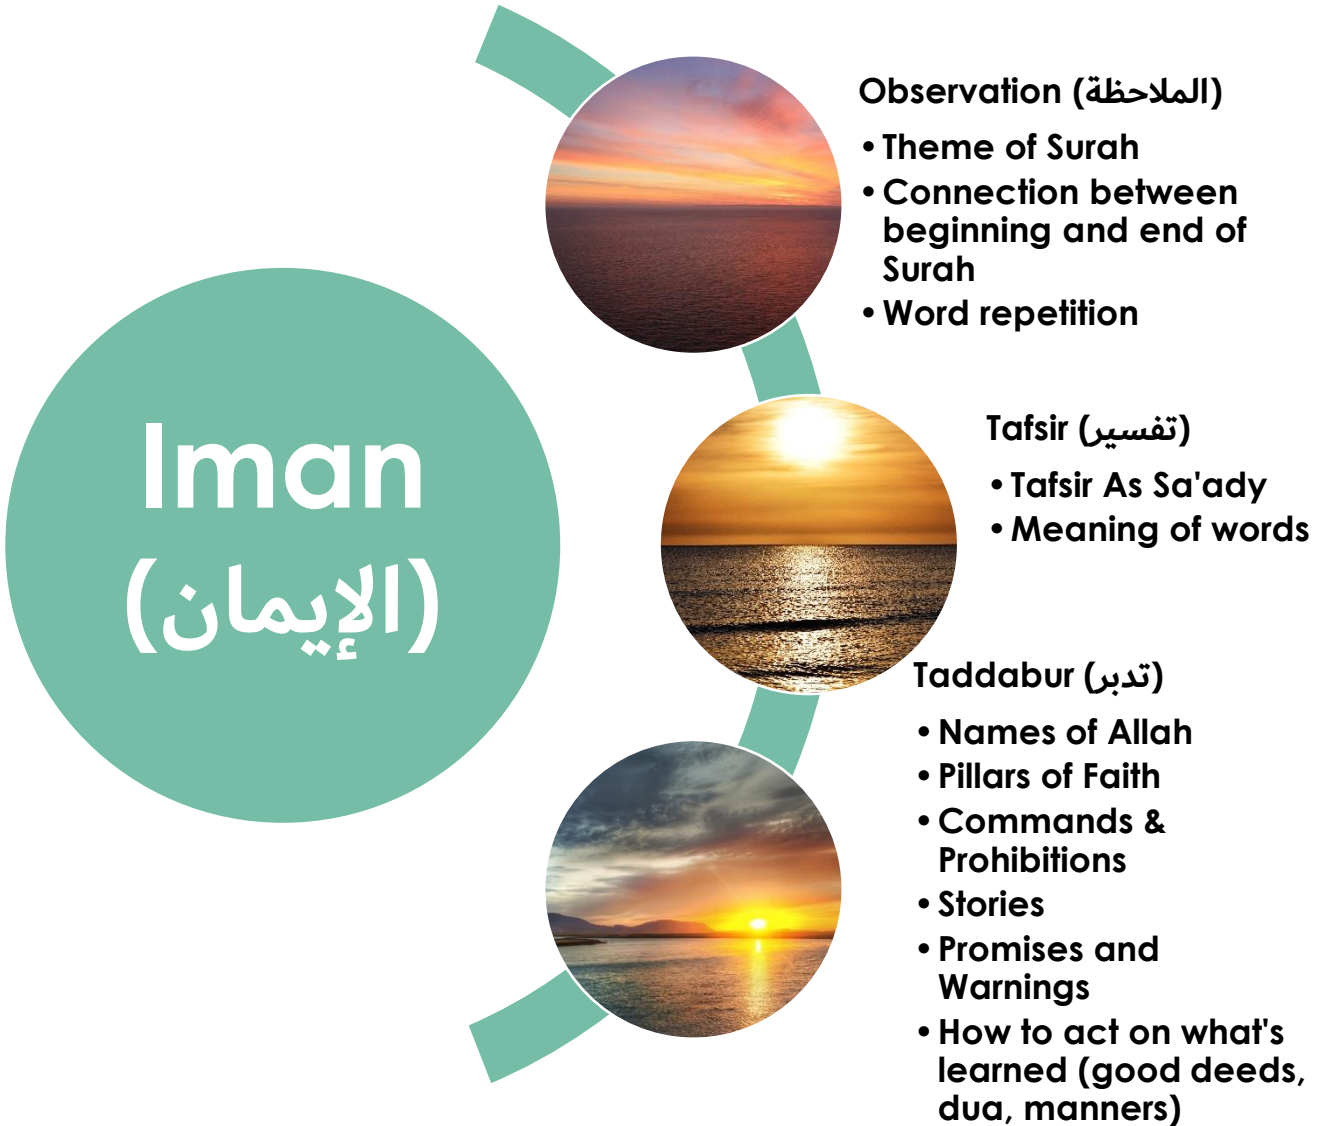 Iman
(الإيمان)
Observation (الملاحظة)
• Theme of Surah
• Connection between
beginning and end of
Surah
• Word repetition
Tafsir (تفسير)
• Tafsir As Sa'ady
• Meaning of words
Taddabur (تدبر)
• Names of Allah
• Pillars of Faith
• Commands &
Prohibitions
• Stories
• Promises and
Warnings
• How to act on what's
learned (good deeds,
dua, manners)